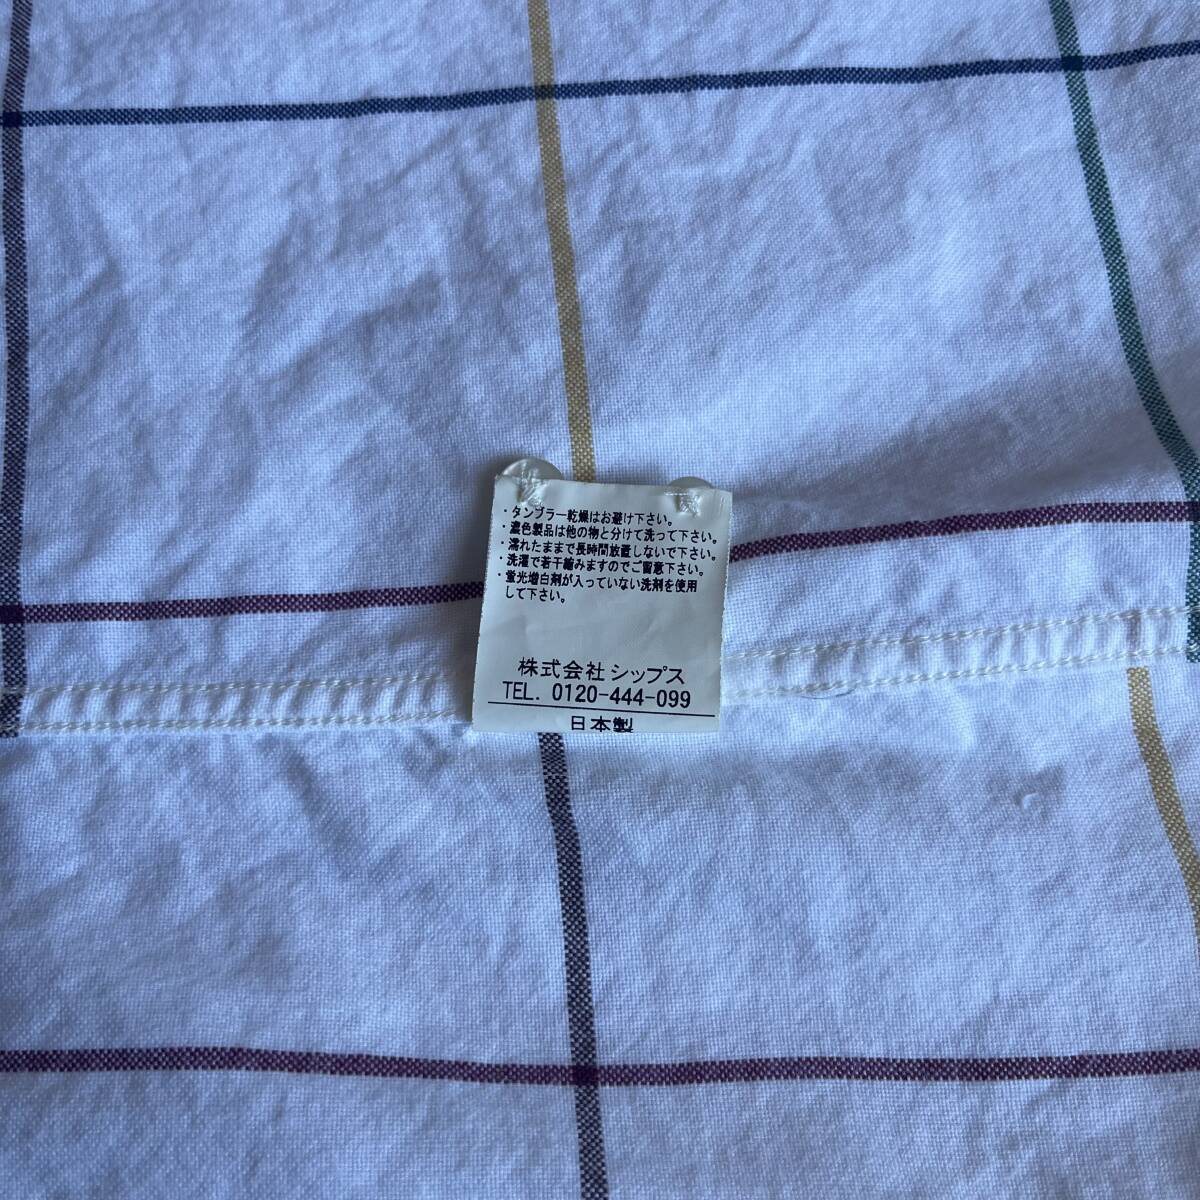 ・タンブラー乾燥はお避け下さい。
・濃色製品は他の物と分けて洗って下さい。
・濡れたままで長時間放置しないで下さい。
・洗濯で若干縮みますのでご留意下さい。
・蛍光増白剤が入っていない洗剤を使用
して下さい。
株式会社シップス
TEL. 0120-444-099
日本製